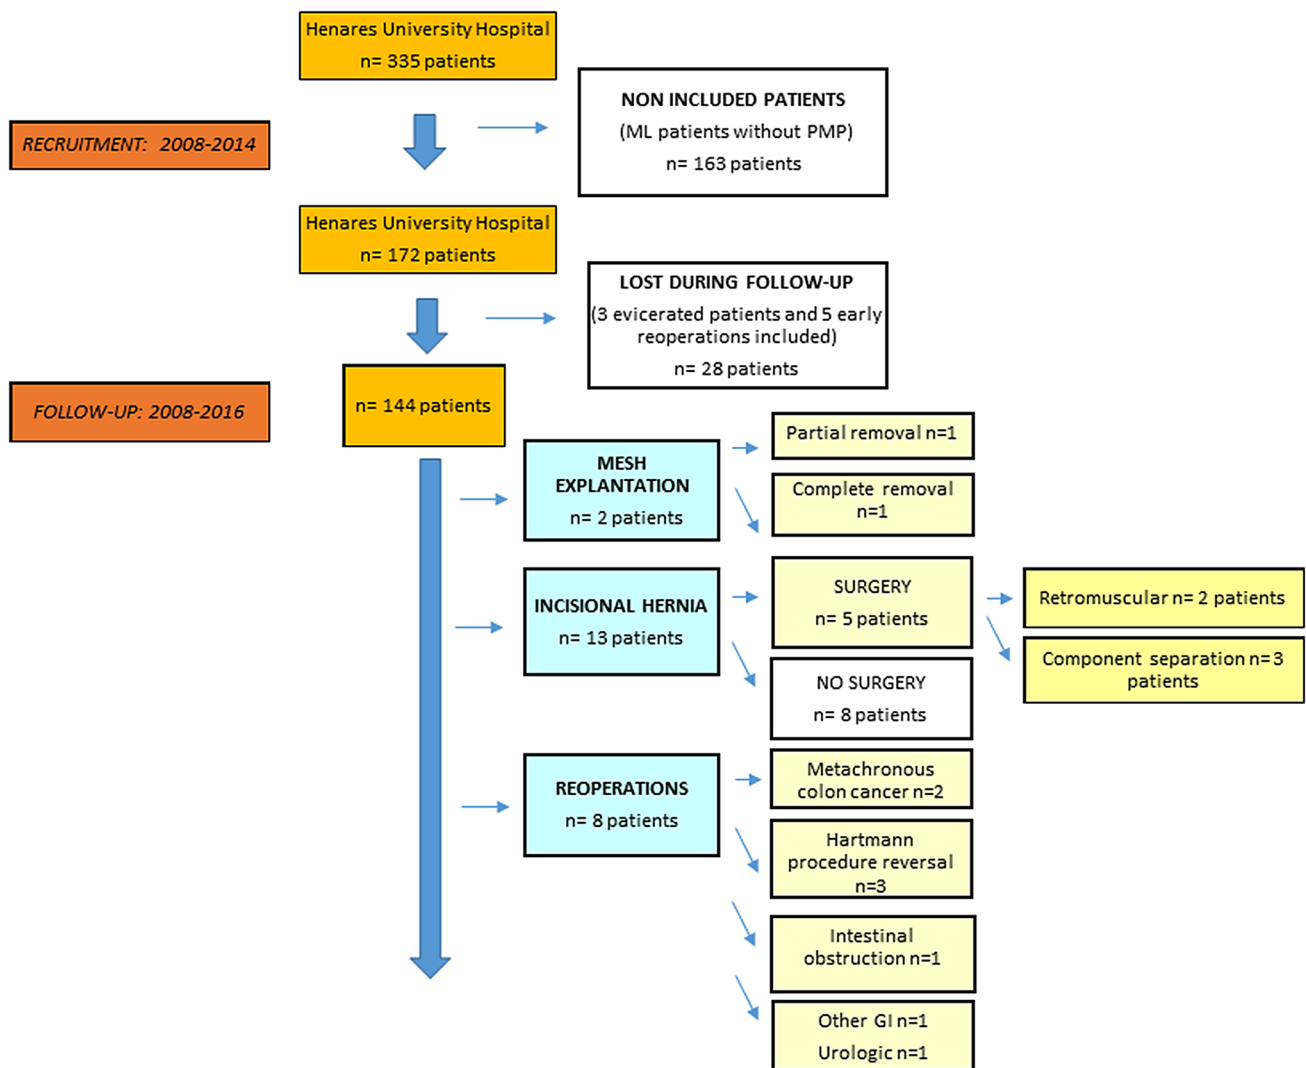 Henares University Hospital
n= 335 patients
NON INCLUDED PATIENTS
(ML patients without PMP)
n= 163 patients
RECRUITMENT: 2008-2014
Henares University Hospital
n= 172 patients
LOST DURING FOLLOW-UP
(3 evicerated patients and 5 early
reoperations included)
n= 28 patients
FOLLOW-UP: 2008-2016
n= 144 patients
MESH
EXPLANTATION
n= 2 patients
Partial removal n=1
Complete removal
n=1
INCISIONAL HERNIA
n= 13 patients
SURGERY
n= 5 patients
Retromuscular n= 2 patients
Component separation n=3
patients
NO SURGERY
n= 8 patients
REOPERATIONS
n= 8 patients
Metachronous
colon cancer n=2
Hartmann
procedure reversal
n=3
Intestinal
obstruction n=1
Other GI n=1
Urologic n=1